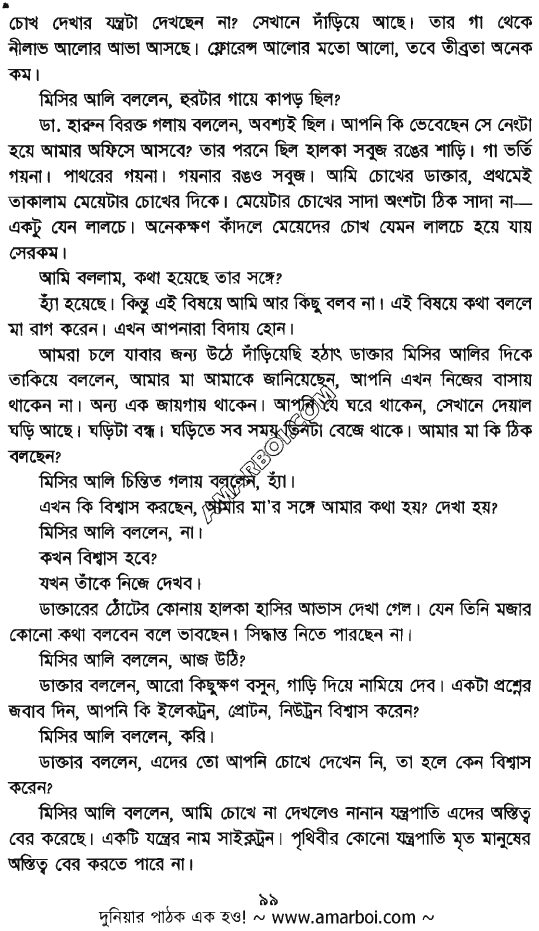 চোখ দেখার যন্ত্রটা দেখছেন না? সেখানে দাঁড়িয়ে আছে। তার গা থেকে
নীলাভ আলোর আভা আসছে। ফ্লোরেন্স আলোর মতো আলো, তবে তীব্রতা অনেক
কম।
মিসির আলি বললেন, হুরটার গায়ে কাপড় ছিল?
ডা. হারুন বিরক্ত গলায় বললেন, অবশ্যই ছিল। আপনি কি ভেবেছেন সে নেংটা
হয়ে আমার অফিসে আসবে? তার পরনে ছিল হালকা সবুজ রঙের শাড়ি। গা ভর্তি
গয়না। পাথরের গয়না। গয়নার রঙও সবুজ। আমি চোখের ডাক্তার, প্রথমেই
তাকালাম মেয়েটার চোখের দিকে। মেয়েটার চোখের সাদা অংশটা ঠিক সাদা না—
একটু যেন লালচে। অনেকক্ষণ কাঁদলে মেয়েদের চোখ যেমন লালচে হয়ে যায়
সেরকম।
আমি বললাম, কথা হয়েছে তার সঙ্গে?
হ্যাঁ হয়েছে। কিন্তু এই বিষয়ে আমি আর কিছু বলব না। এই বিষয়ে কথা বললে
মা রাগ করেন। এখন আপনারা বিদায় হোন।
আমরা চলে যাবার জন্য উঠে দাঁড়িয়েছি হঠাৎ ডাক্তার মিসির আলির দিকে
তাকিয়ে বললেন, আমার মা আমাকে জানিয়েছেন, আপনি এখন নিজের বাসায়
থাকেন না। অন্য এক জায়গায় থাকেন। আপনি যে ঘরে থাকেন, সেখানে দেয়াল
ঘড়ি আছে। ঘড়িটা বন্ধ। ঘড়িতে সব সময় তিনটা বেজে থাকে। আমার মা কি ঠিক
বলছেন?
মিসির আলি চিন্তিত গলায় বললেন, হ্যাঁ।
এখন কি বিশ্বাস করছেন, আমার মা'র সঙ্গে আমার কথা হয়? দেখা হয়?
মিসির আলি বললেন, না।
কখন বিশ্বাস হবে?
যখন তাঁকে নিজে দেখব।
ডাক্তারের ঠোঁটের কোনায় হালকা হাসির আভাস দেখা গেল। যেন তিনি মজার
কোনো কথা বলবেন বলে ভাবছেন। সিদ্ধান্ত নিতে পারছেন না।
মিসির আলি বললেন, আজ উঠি?
ডাক্তার বললেন, আরো কিছুক্ষণ বসুন, গাড়ি দিয়ে নামিয়ে দেব। একটা প্রশ্নের
জবাব দিন, আপনি কি ইলেকট্রন, প্রোটন, নিউট্রন বিশ্বাস করেন?
মিসির আলি বললেন, করি।
ডাক্তার বললেন, এদের তো আপনি চোখে দেখেন নি, তা হলে কেন বিশ্বাস
করেন?
মিসির আলি বললেন, আমি চোখে না দেখলেও নানান যন্ত্রপাতি এদের অস্তিত্ব
বের করেছে। একটি যন্ত্রের নাম সাইক্লট্রন। পৃথিবীর কোনো যন্ত্রপাতি মৃত মানুষের
অস্তিত্ব বের করতে পারে না।
৯৯
দুনিয়ার পাঠক এক হও! ~ www.amarboi.com ~
AMARBOI.COM